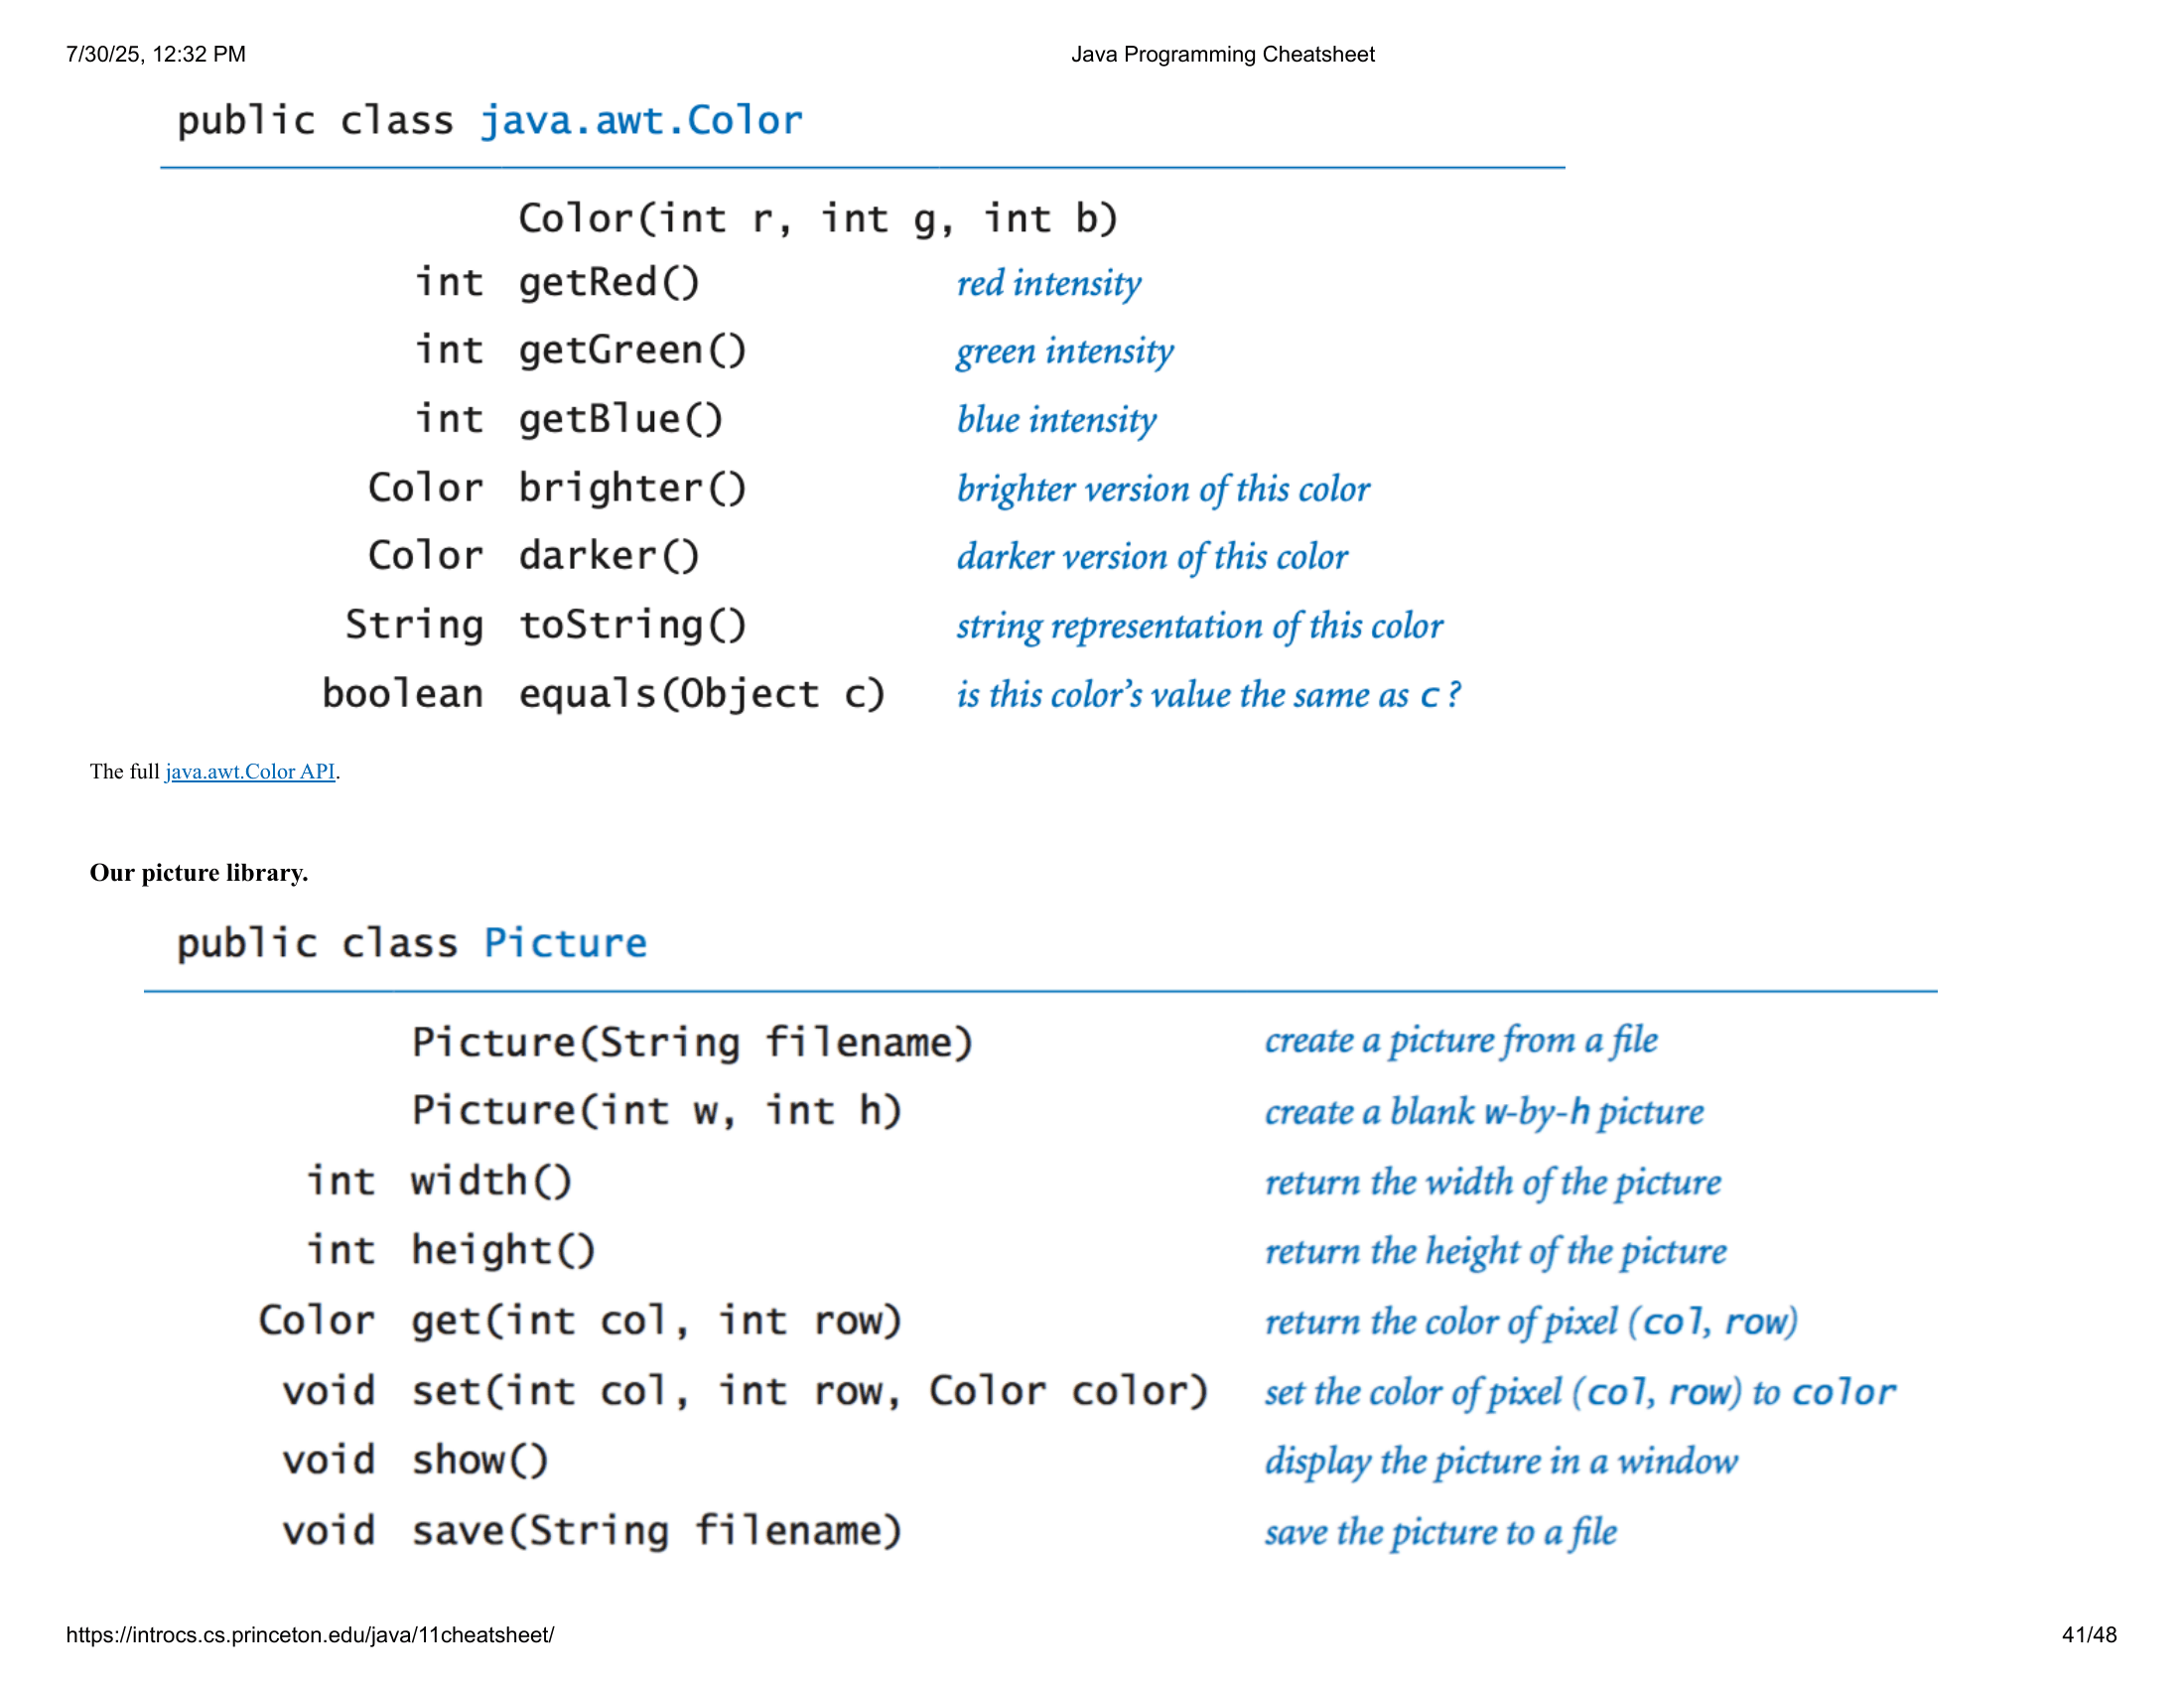 7/30/25, 12:32 PM Java Programming Cheatsheet
public class java.awt.Color
Color(int r, int g, int b)
int getRed() red intensity
int getGreen() green intensity
int getBlue() blue intensity
Color brighter() brighter version of this color
Color darker() darker version of this color
String toString() string representation of this color
boolean equals(Object c) is this color’s value the same as c ?
The full java.awt.Color API.
Our picture library.
public class Picture
Picture(String filename) create a picture from a file
Picture(int w, int h) create a blank w-by-h picture
int width() return the width of the picture
int height() return the height of the picture
Color get(int col, int row) return the color of pixel (col, row)
void set(int col, int row, Color color) set the color of pixel (col, row) to color
void show() display the picture in a window
void save(String filename) save the picture to a file
https://introcs.cs.princeton.edu/java/11cheatsheet/ 41/48